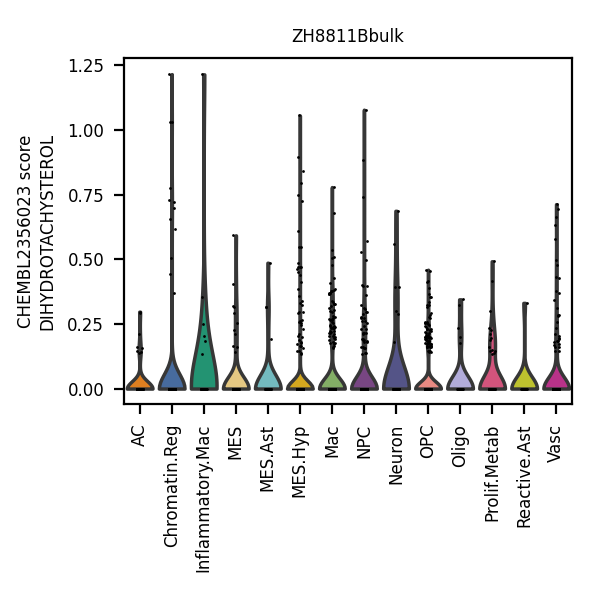 ZH8811Bbulk
CHEMBL2356023 score
DIHYDROTACHYSTEROL
1.25
1.00
0.75
0.50
0.25
0.00
AC
Chromatin.Reg
Inflammatory.Mac
MES
MES.Ast
MES.Hyp
Mac
NPC
Neuron
OPC
Oligo
Prolif.Metab
Reactive.Ast
Vasc